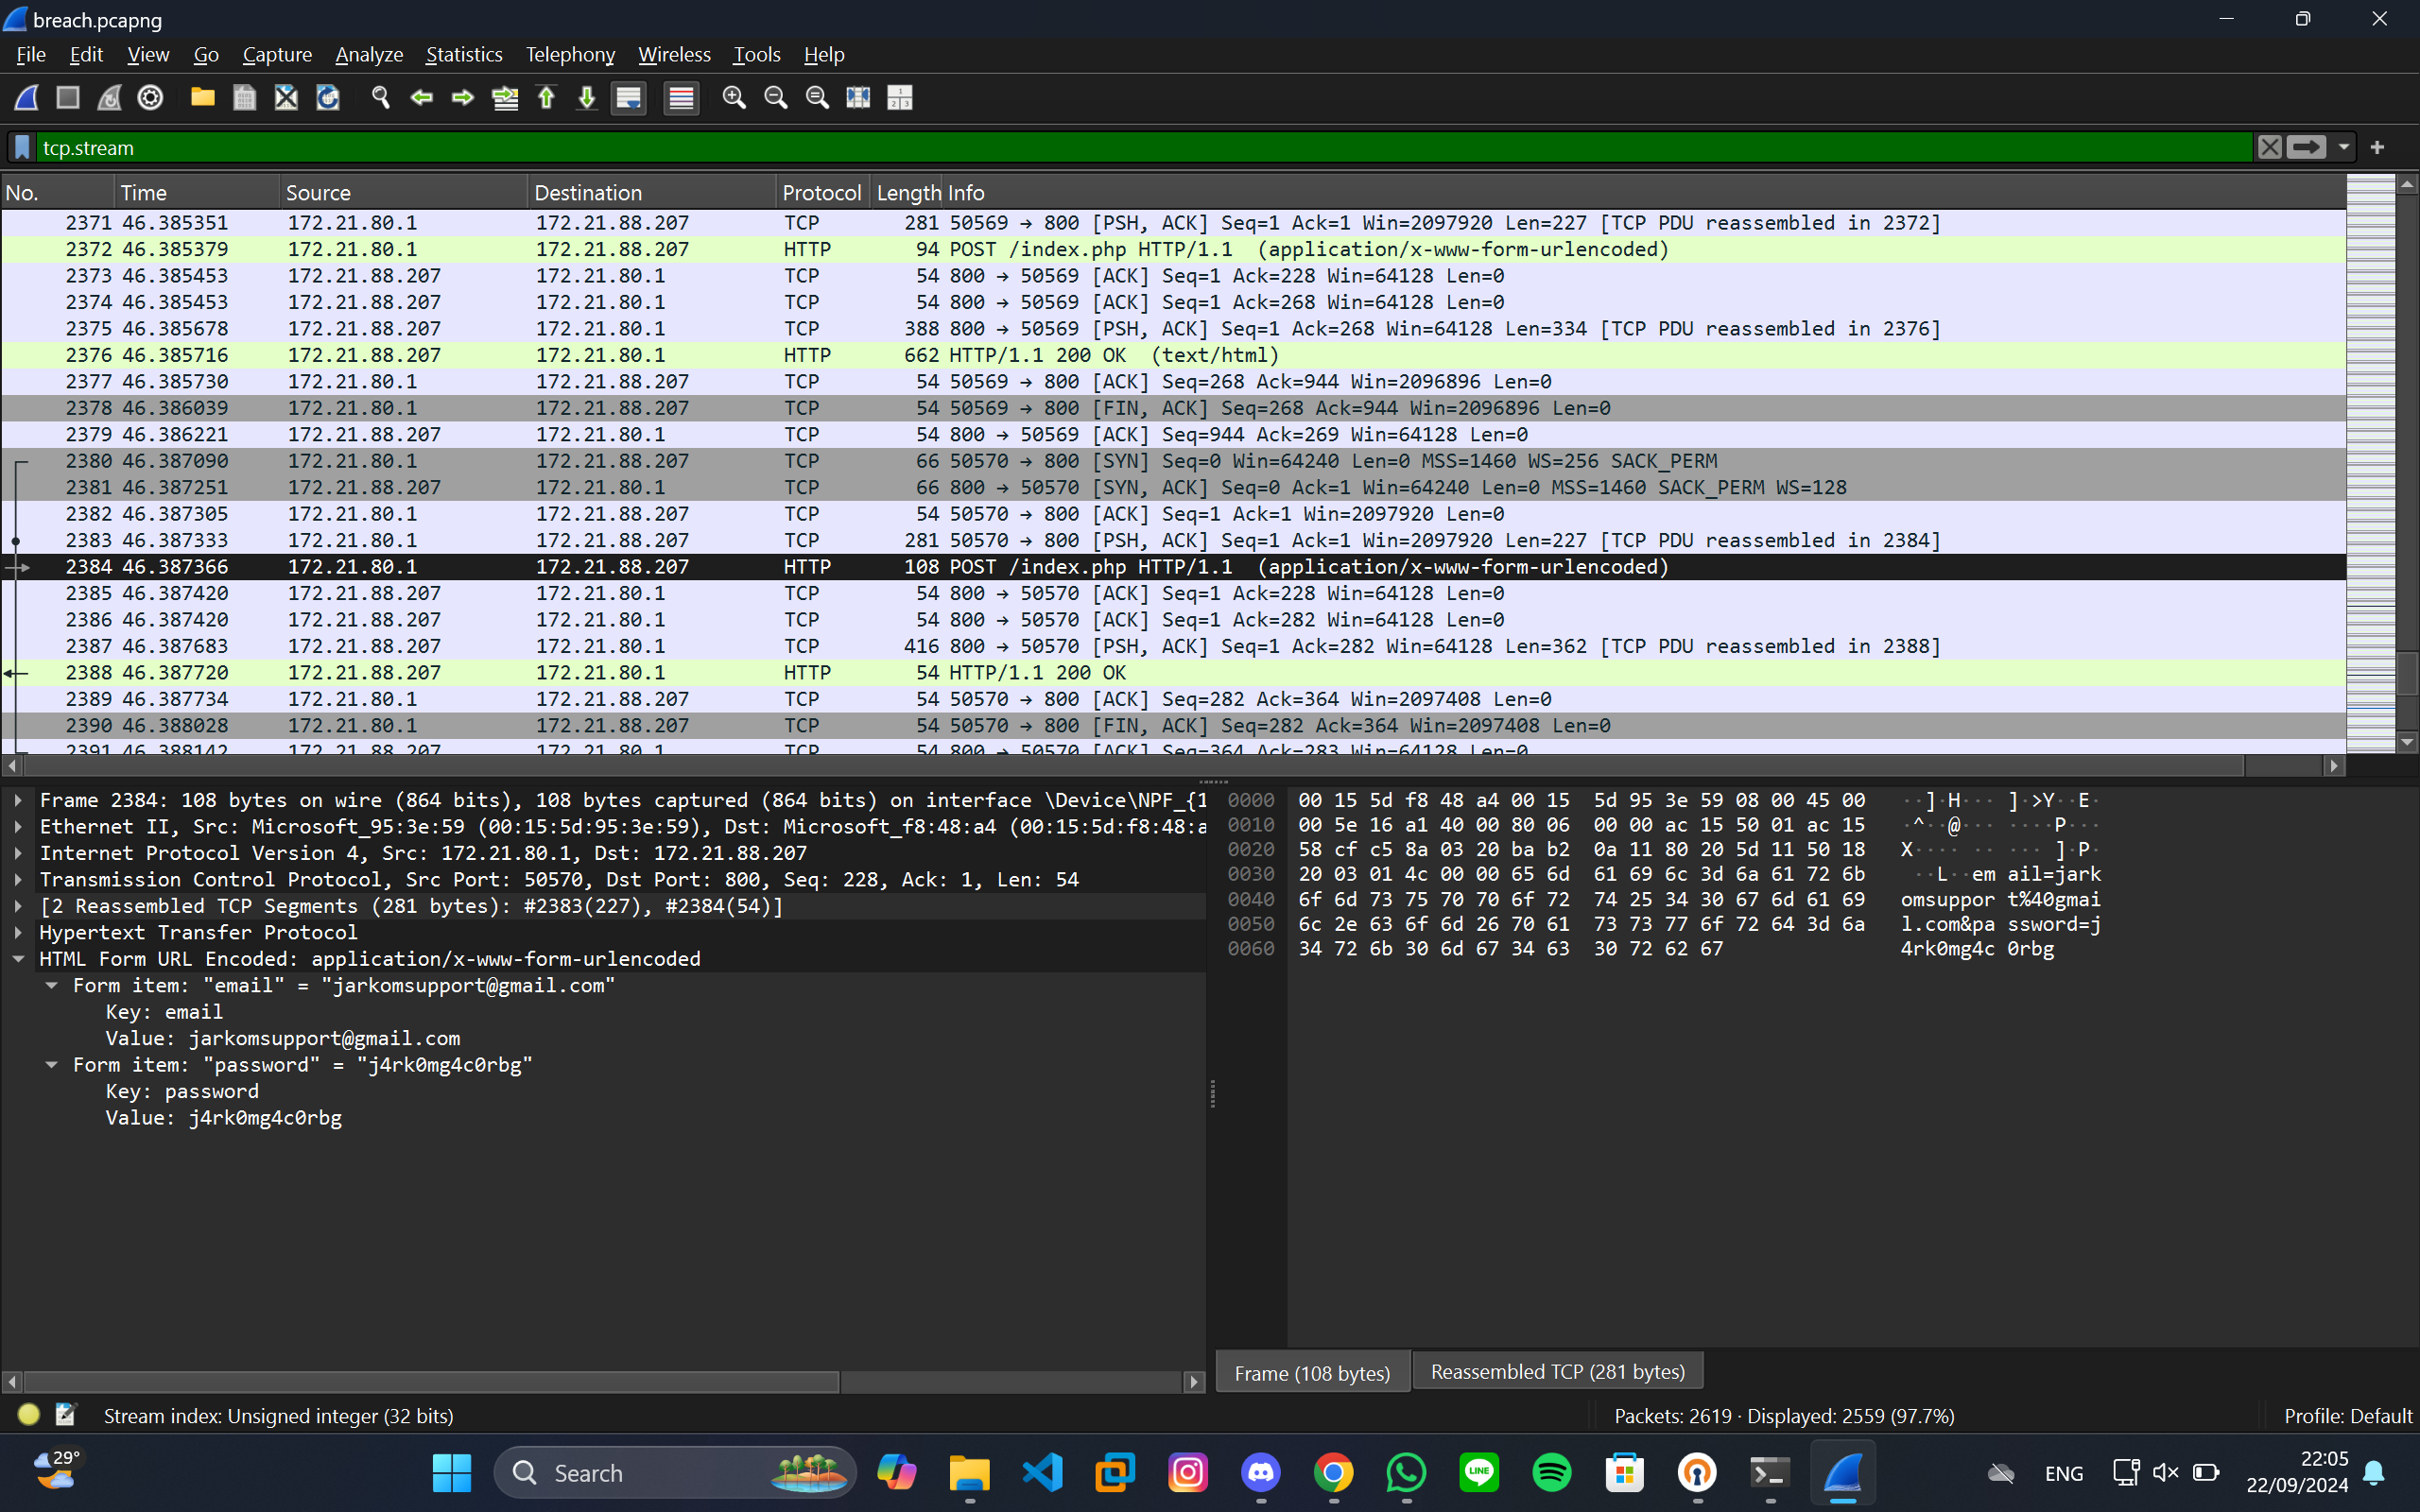 breach.pcapng
File Edit View Go Capture Analyze Statistics Telephony Wireless Tools Help
tcp.stream
No. Time Source Destination Protocol Length Info
2371 46.385351 172.21.80.1 172.21.88.207 TCP 281 50569 → 800 [PSH, ACK] Seq=1 Ack=1 Win=2097920 Len=227 [TCP PDU reassembled in 2372]
2372 46.385379 172.21.80.1 172.21.88.207 HTTP 94 POST /index.php HTTP/1.1 (application/x-www-form-urlencoded)
2373 46.385453 172.21.88.207 172.21.80.1 TCP 54 800 → 50569 [ACK] Seq=1 Ack=228 Win=64128 Len=0
2374 46.385453 172.21.88.207 172.21.80.1 TCP 54 800 → 50569 [ACK] Seq=1 Ack=268 Win=64128 Len=0
2375 46.385678 172.21.88.207 172.21.80.1 TCP 388 800 → 50569 [PSH, ACK] Seq=1 Ack=268 Win=64128 Len=334 [TCP PDU reassembled in 2376]
2376 46.385716 172.21.88.207 172.21.80.1 HTTP 662 HTTP/1.1 200 OK (text/html)
2377 46.385730 172.21.80.1 172.21.88.207 TCP 54 50569 → 800 [ACK] Seq=268 Ack=944 Win=2096896 Len=0
2378 46.386039 172.21.80.1 172.21.88.207 TCP 54 50569 → 800 [FIN, ACK] Seq=268 Ack=944 Win=2096896 Len=0
2379 46.386221 172.21.88.207 172.21.80.1 TCP 54 800 → 50569 [ACK] Seq=944 Ack=269 Win=64128 Len=0
2380 46.387090 172.21.80.1 172.21.88.207 TCP 66 50570 → 800 [SYN] Seq=0 Win=64240 Len=0 MSS=1460 WS=256 SACK_PERM
2381 46.387251 172.21.88.207 172.21.80.1 TCP 66 800 → 50570 [SYN, ACK] Seq=0 Ack=1 Win=64240 Len=0 MSS=1460 SACK_PERM WS=128
2382 46.387305 172.21.80.1 172.21.88.207 TCP 54 50570 → 800 [ACK] Seq=1 Ack=1 Win=2097920 Len=0
2383 46.387333 172.21.80.1 172.21.88.207 TCP 281 50570 → 800 [PSH, ACK] Seq=1 Ack=1 Win=2097920 Len=227 [TCP PDU reassembled in 2384]
2384 46.387366 172.21.80.1 172.21.88.207 HTTP 108 POST /index.php HTTP/1.1 (application/x-www-form-urlencoded)
2385 46.387420 172.21.88.207 172.21.80.1 TCP 54 800 → 50570 [ACK] Seq=1 Ack=228 Win=64128 Len=0
2386 46.387420 172.21.88.207 172.21.80.1 TCP 54 800 → 50570 [ACK] Seq=1 Ack=282 Win=64128 Len=0
2387 46.387683 172.21.88.207 172.21.80.1 TCP 416 800 → 50570 [PSH, ACK] Seq=1 Ack=282 Win=64128 Len=362 [TCP PDU reassembled in 2388]
2388 46.387720 172.21.88.207 172.21.80.1 HTTP 54 HTTP/1.1 200 OK
2389 46.387734 172.21.80.1 172.21.88.207 TCP 54 50570 → 800 [ACK] Seq=282 Ack=364 Win=2097408 Len=0
2390 46.388028 172.21.80.1 172.21.88.207 TCP 54 50570 → 800 [FIN, ACK] Seq=282 Ack=364 Win=2097408 Len=0
2391 46.388142 172.21.88.207 172.21.80.1 TCP 54 800 → 50570 [ACK] Seq=364 Ack=283 Win=64128 Len=0
Frame 2384: 108 bytes on wire (864 bits), 108 bytes captured (864 bits) on interface \Device\NPF_{1
Ethernet II, Src: Microsoft_95:3e:59 (00:15:5d:95:3e:59), Dst: Microsoft_f8:48:a4 (00:15:5d:f8:48:a
Internet Protocol Version 4, Src: 172.21.80.1, Dst: 172.21.88.207
Transmission Control Protocol, Src Port: 50570, Dst Port: 800, Seq: 228, Ack: 1, Len: 54
[2 Reassembled TCP Segments (281 bytes): #2383(227), #2384(54)]
Hypertext Transfer Protocol
HTML Form URL Encoded: application/x-www-form-urlencoded
Form item: "email" = "jarkomsupport@gmail.com"
Key: email
Value: jarkomsupport@gmail.com
Form item: "password" = "j4rk0mg4c0rbg"
Key: password
Value: j4rk0mg4c0rbg
0000 00 15 5d f8 48 a4 00 15 5d 95 3e 59 08 00 45 00 ··]·H··· ]·>Y··E·
0010 00 5e 16 a1 40 00 80 06 00 00 ac 15 50 01 ac 15 ·^··@··· ····P···
0020 58 cf c5 8a 03 20 ba b2 0a 11 80 20 5d 11 50 18 X···· ·· ··· ]·P·
0030 20 03 01 4c 00 00 65 6d 61 69 6c 3d 6a 61 72 6b ··L··em ail=jark
0040 6f 6d 73 75 70 70 6f 72 74 25 34 30 67 6d 61 69 omsuppor t%40gmai
0050 6c 2e 63 6f 6d 26 70 61 73 73 77 6f 72 64 3d 6a l.com&pa ssword=j
0060 34 72 6b 30 6d 67 34 63 30 72 62 67 4rk0mg4c 0rbg
Frame (108 bytes) Reassembled TCP (281 bytes)
Stream index: Unsigned integer (32 bits) Packets: 2619 · Displayed: 2559 (97.7%) Profile: Default
29° Search LINE ENG 22:05
22/09/2024